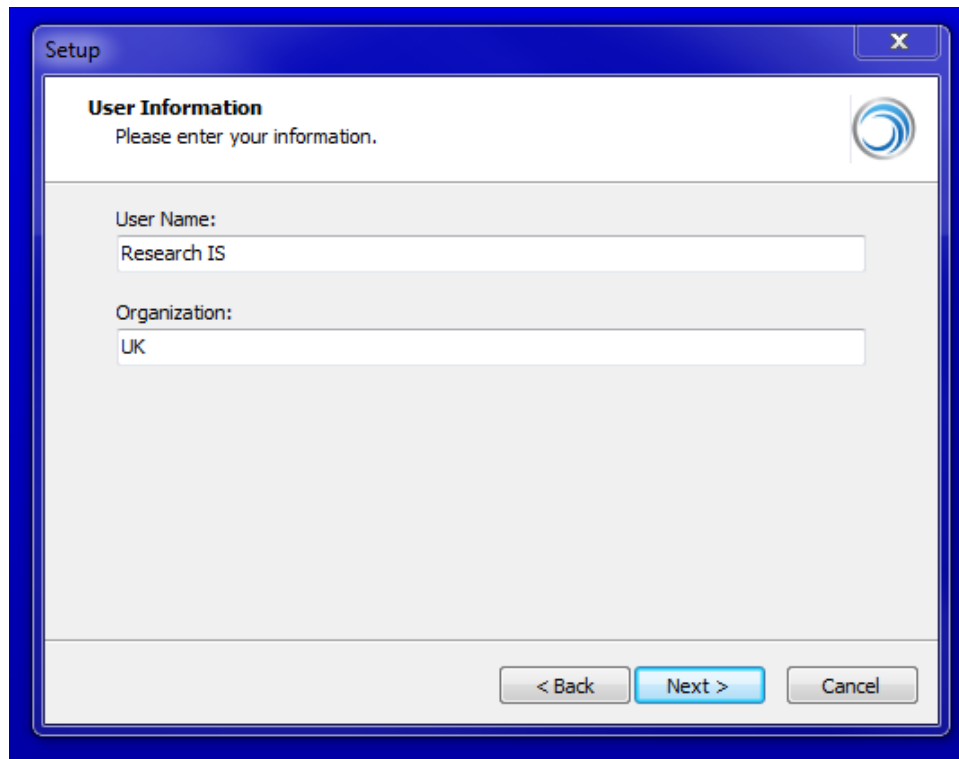 Setup
X
User Information
Please enter your information.
User Name:
Research IS
Organization:
UK
< Back Next > Cancel